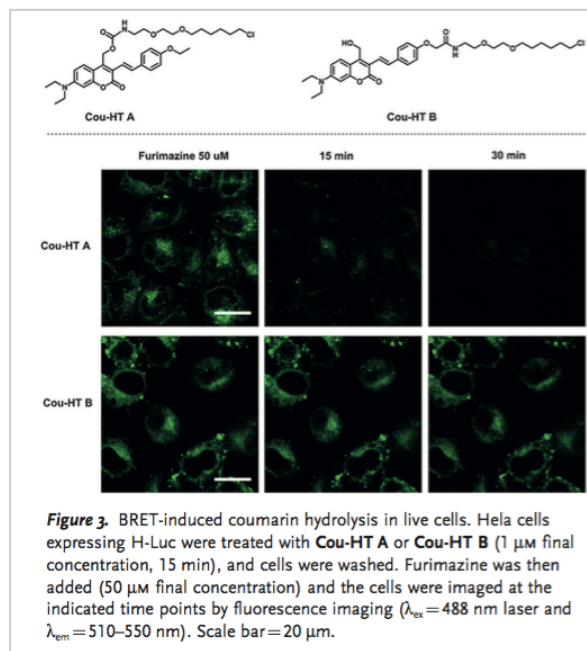 O
N
H
O
O
Cl
O
O
N
O
O
HO
O
O
N
H
O
O
Cl
N
O
O
Cou-HT A
Cou-HT B
Furimazine 50 uM 15 min 30 min
Cou-HT A
Cou-HT B
Figure 3. BRET-induced coumarin hydrolysis in live cells. Hela cells
expressing H-Luc were treated with Cou-HT A or Cou-HT B (1 μM final
concentration, 15 min), and cells were washed. Furimazine was then
added (50 μM final concentration) and the cells were imaged at the
indicated time points by fluorescence imaging (λex = 488 nm laser and
λem = 510–550 nm). Scale bar = 20 μm.